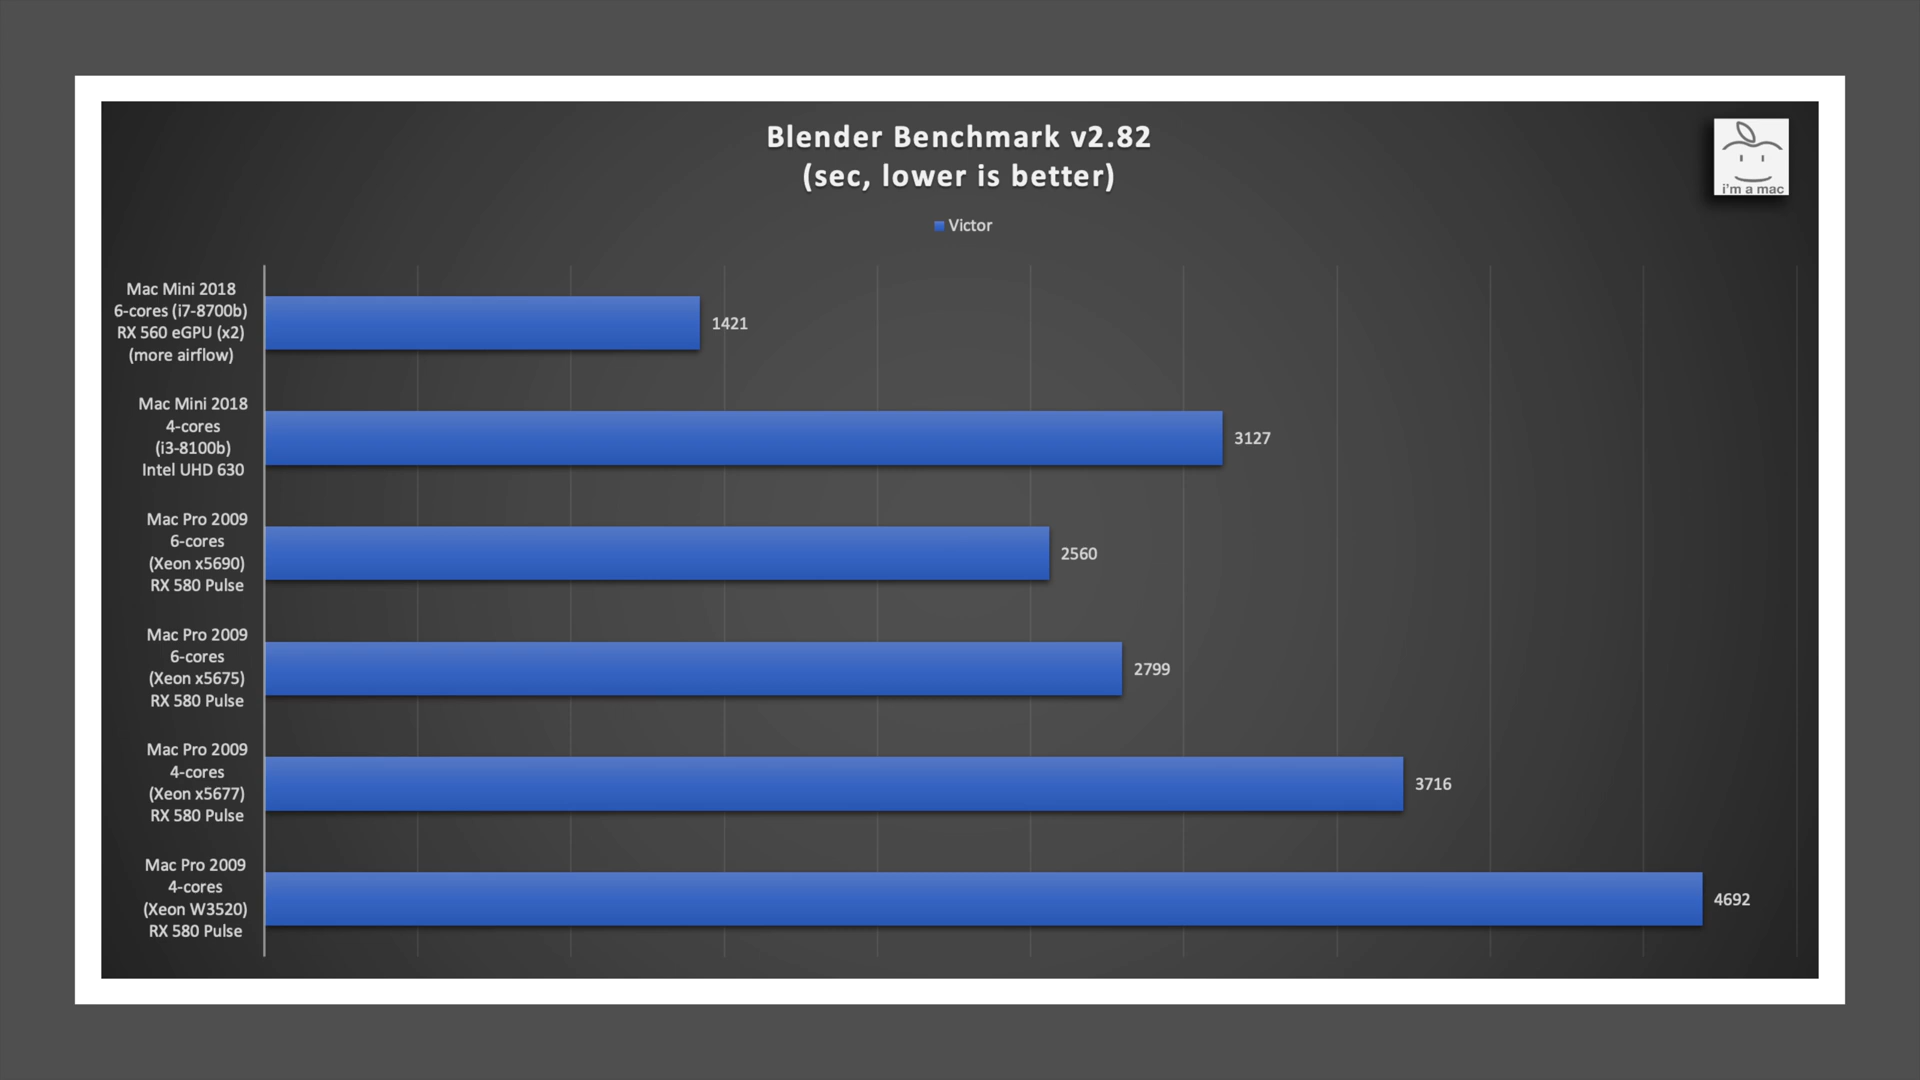 Blender Benchmark v2.82
(sec, lower is better)
i'm a mac
Victor
Mac Mini 2018
6-cores (i7-8700b)
RX 560 eGPU (x2)
(more airflow)
1421
Mac Mini 2018
4-cores
(i3-8100b)
Intel UHD 630
3127
Mac Pro 2009
6-cores
(Xeon x5690)
RX 580 Pulse
2560
Mac Pro 2009
6-cores
(Xeon x5675)
RX 580 Pulse
2799
Mac Pro 2009
4-cores
(Xeon x5677)
RX 580 Pulse
3716
Mac Pro 2009
4-cores
(Xeon W3520)
RX 580 Pulse
4692